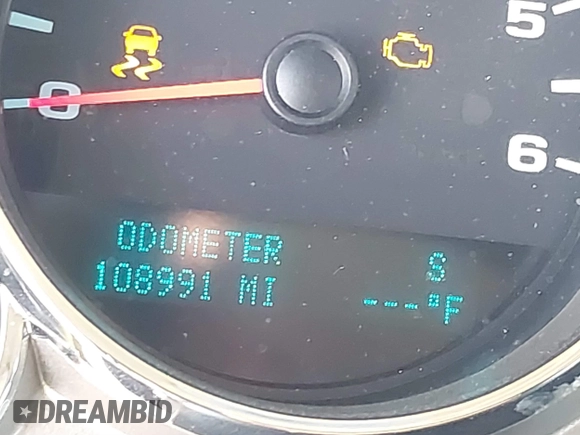 5
0
6
ODOMETER
108991 MI
S
---°F
DREAMBID